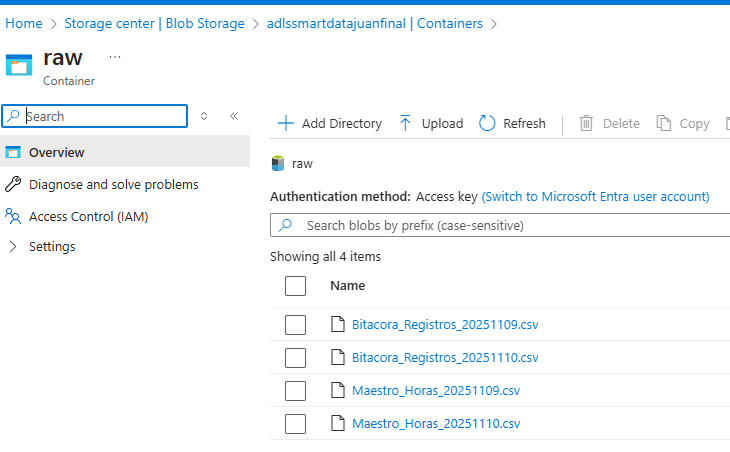 Home > Storage center | Blob Storage > adlssmartdatajuanfinal | Containers >
raw ...
Container
Search
Overview
Diagnose and solve problems
Access Control (IAM)
Settings
Add Directory Upload Refresh Delete Copy
raw
Authentication method: Access key (Switch to Microsoft Entra user account)
Search blobs by prefix (case-sensitive)
Showing all 4 items
Name
Bitacora_Registros_20251109.csv
Bitacora_Registros_20251110.csv
Maestro_Horas_20251109.csv
Maestro_Horas_20251110.csv